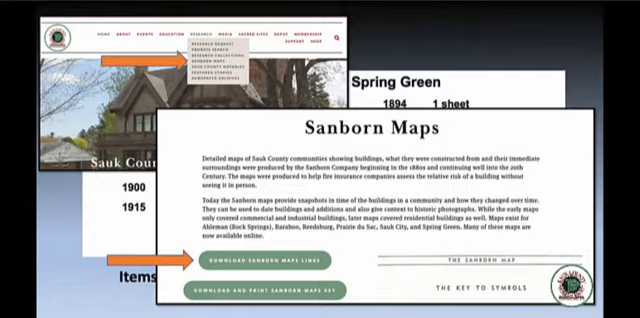 HOME ABOUT EVENTS EDUCATION RESEARCH MEDIA SACRED SITES DEPOT MEMBERSHIP
SUPPORT SHOP
RESEARCH REQUEST
PROBATE SEARCH
RESEARCH COLLECTIONS
SANBORN MAPS
SAUK COUNTY NOTABLES
FEATURED STORIES
NEWSPAPER ARCHIVES
Spring Green
1894 1 sheet
Sauk Coun
1900
1915
Items
Sanborn Maps
Detailed maps of Sauk County communities showing buildings, what they were constructed from and their immediate
surroundings were produced by the Sanborn Company beginning in the 1880s and continuing well into the 20th
Century. The maps were produced to help fire insurance companies assess the relative risk of a building without
seeing it in person.
Today the Sanborn maps provide snapshots in time of the buildings in a community and how they changed over time.
They can be used to date buildings and additions and also give context to historic photographs. While the early maps
only covered commercial and industrial buildings, later maps covered residential buildings as well. Maps exist for
Ableman (Rock Springs), Baraboo, Reedsburg, Prairie du Sac, Sauk City, and Spring Green. Many of these maps are
now available online.
DOWNLOAD SANBORN MAPS LINKS
THE SANBORN MAP
DOWNLOAD AND PRINT SANBORN MAPS KEY
THE KEY TO SYMBOLS